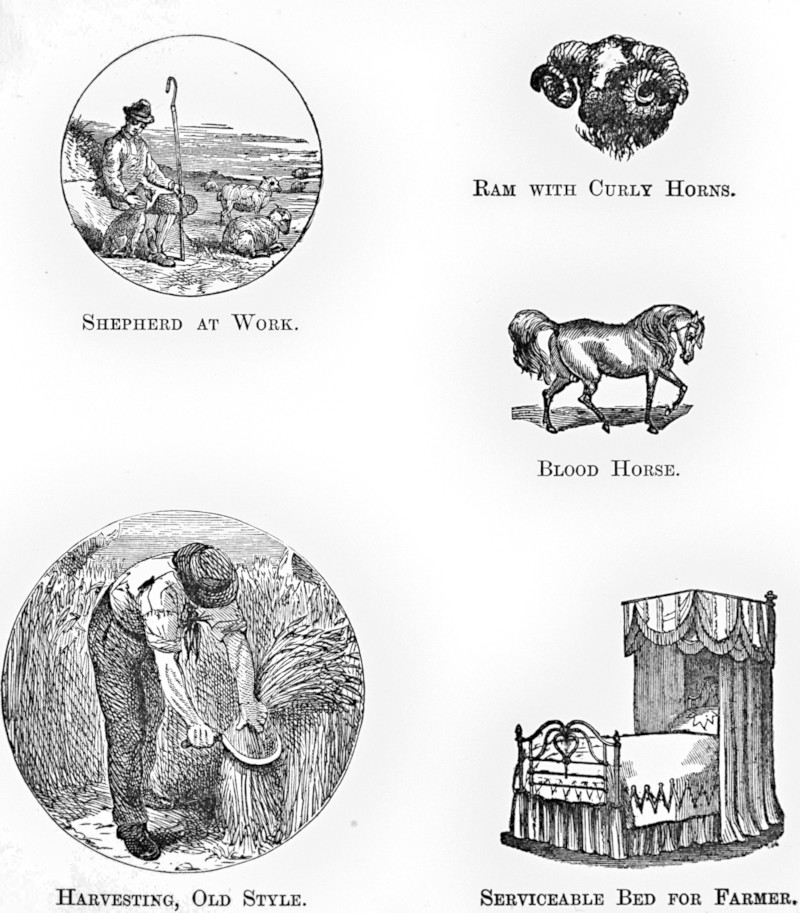 Ram with Curly Horns.
Shepherd at Work.
Blood Horse.
Harvesting, Old Style.
Serviceable Bed for Farmer.